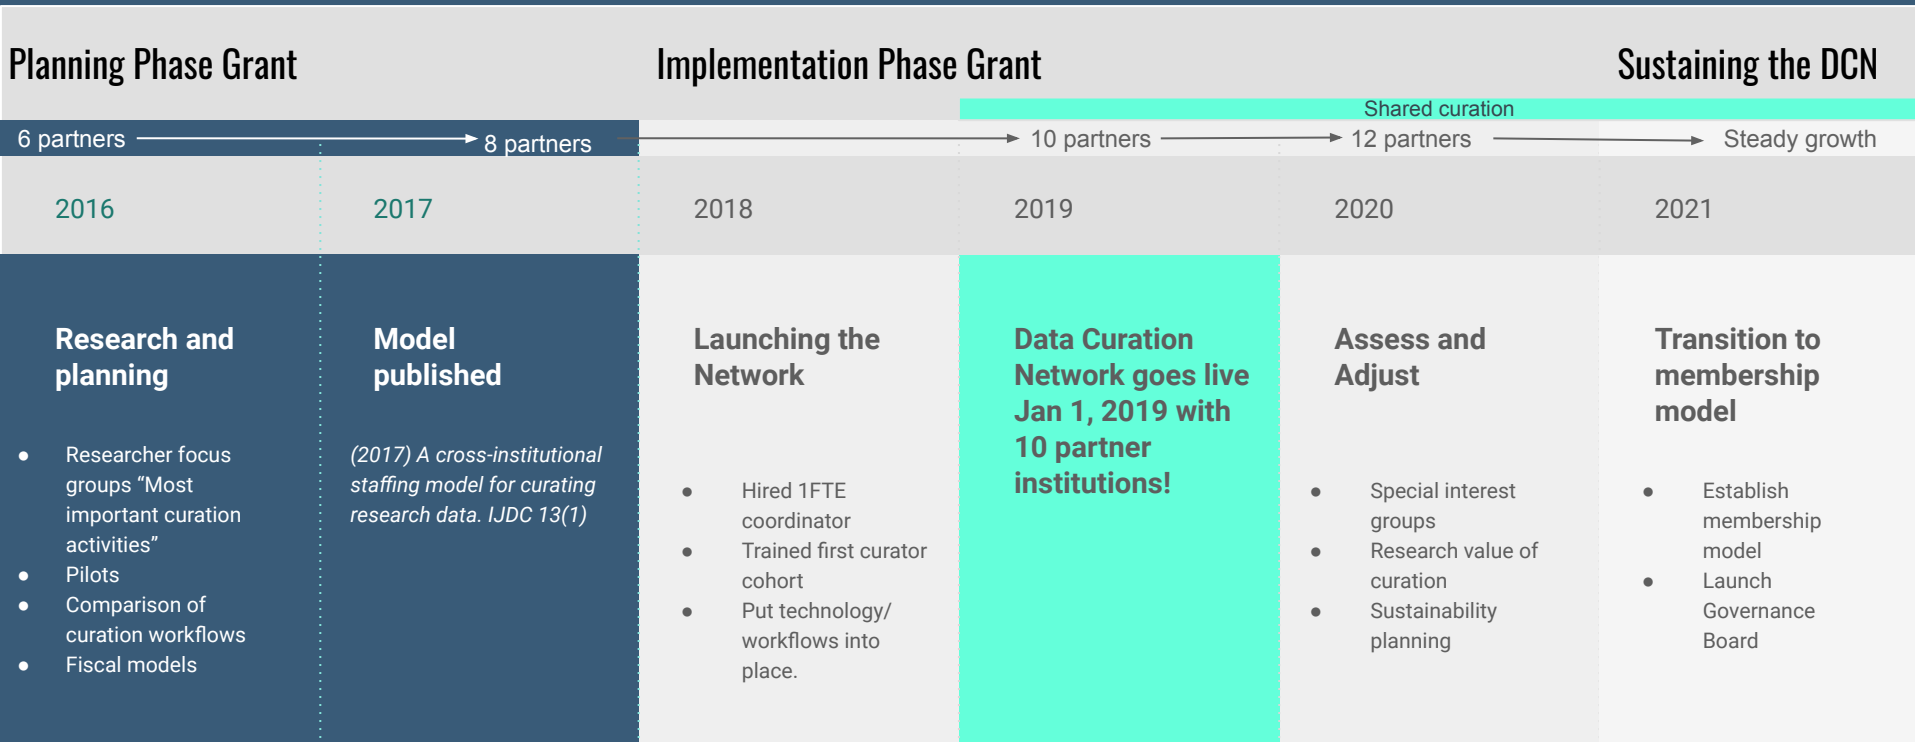 Planning Phase Grant
Implementation Phase Grant
Sustaining the DCN
Shared curation
6 partners
8 partners
10 partners
12 partners
Steady growth
2016
2017
2018
2019
2020
2021
Research and
planning
● Researcher focus
groups “Most
important curation
activities”
● Pilots
● Comparison of
curation workflows
● Fiscal models
Model
published
(2017) A cross-institutional
staffing model for curating
research data. IJDC 13(1)
Launching the
Network
● Hired 1FTE
coordinator
● Trained first curator
cohort
● Put technology/
workflows into
place.
Data Curation
Network goes live
Jan 1, 2019 with
10 partner
institutions!
Assess and
Adjust
● Special interest
groups
● Research value of
curation
● Sustainability
planning
Transition to
membership
model
● Establish
membership
model
● Launch
Governance
Board